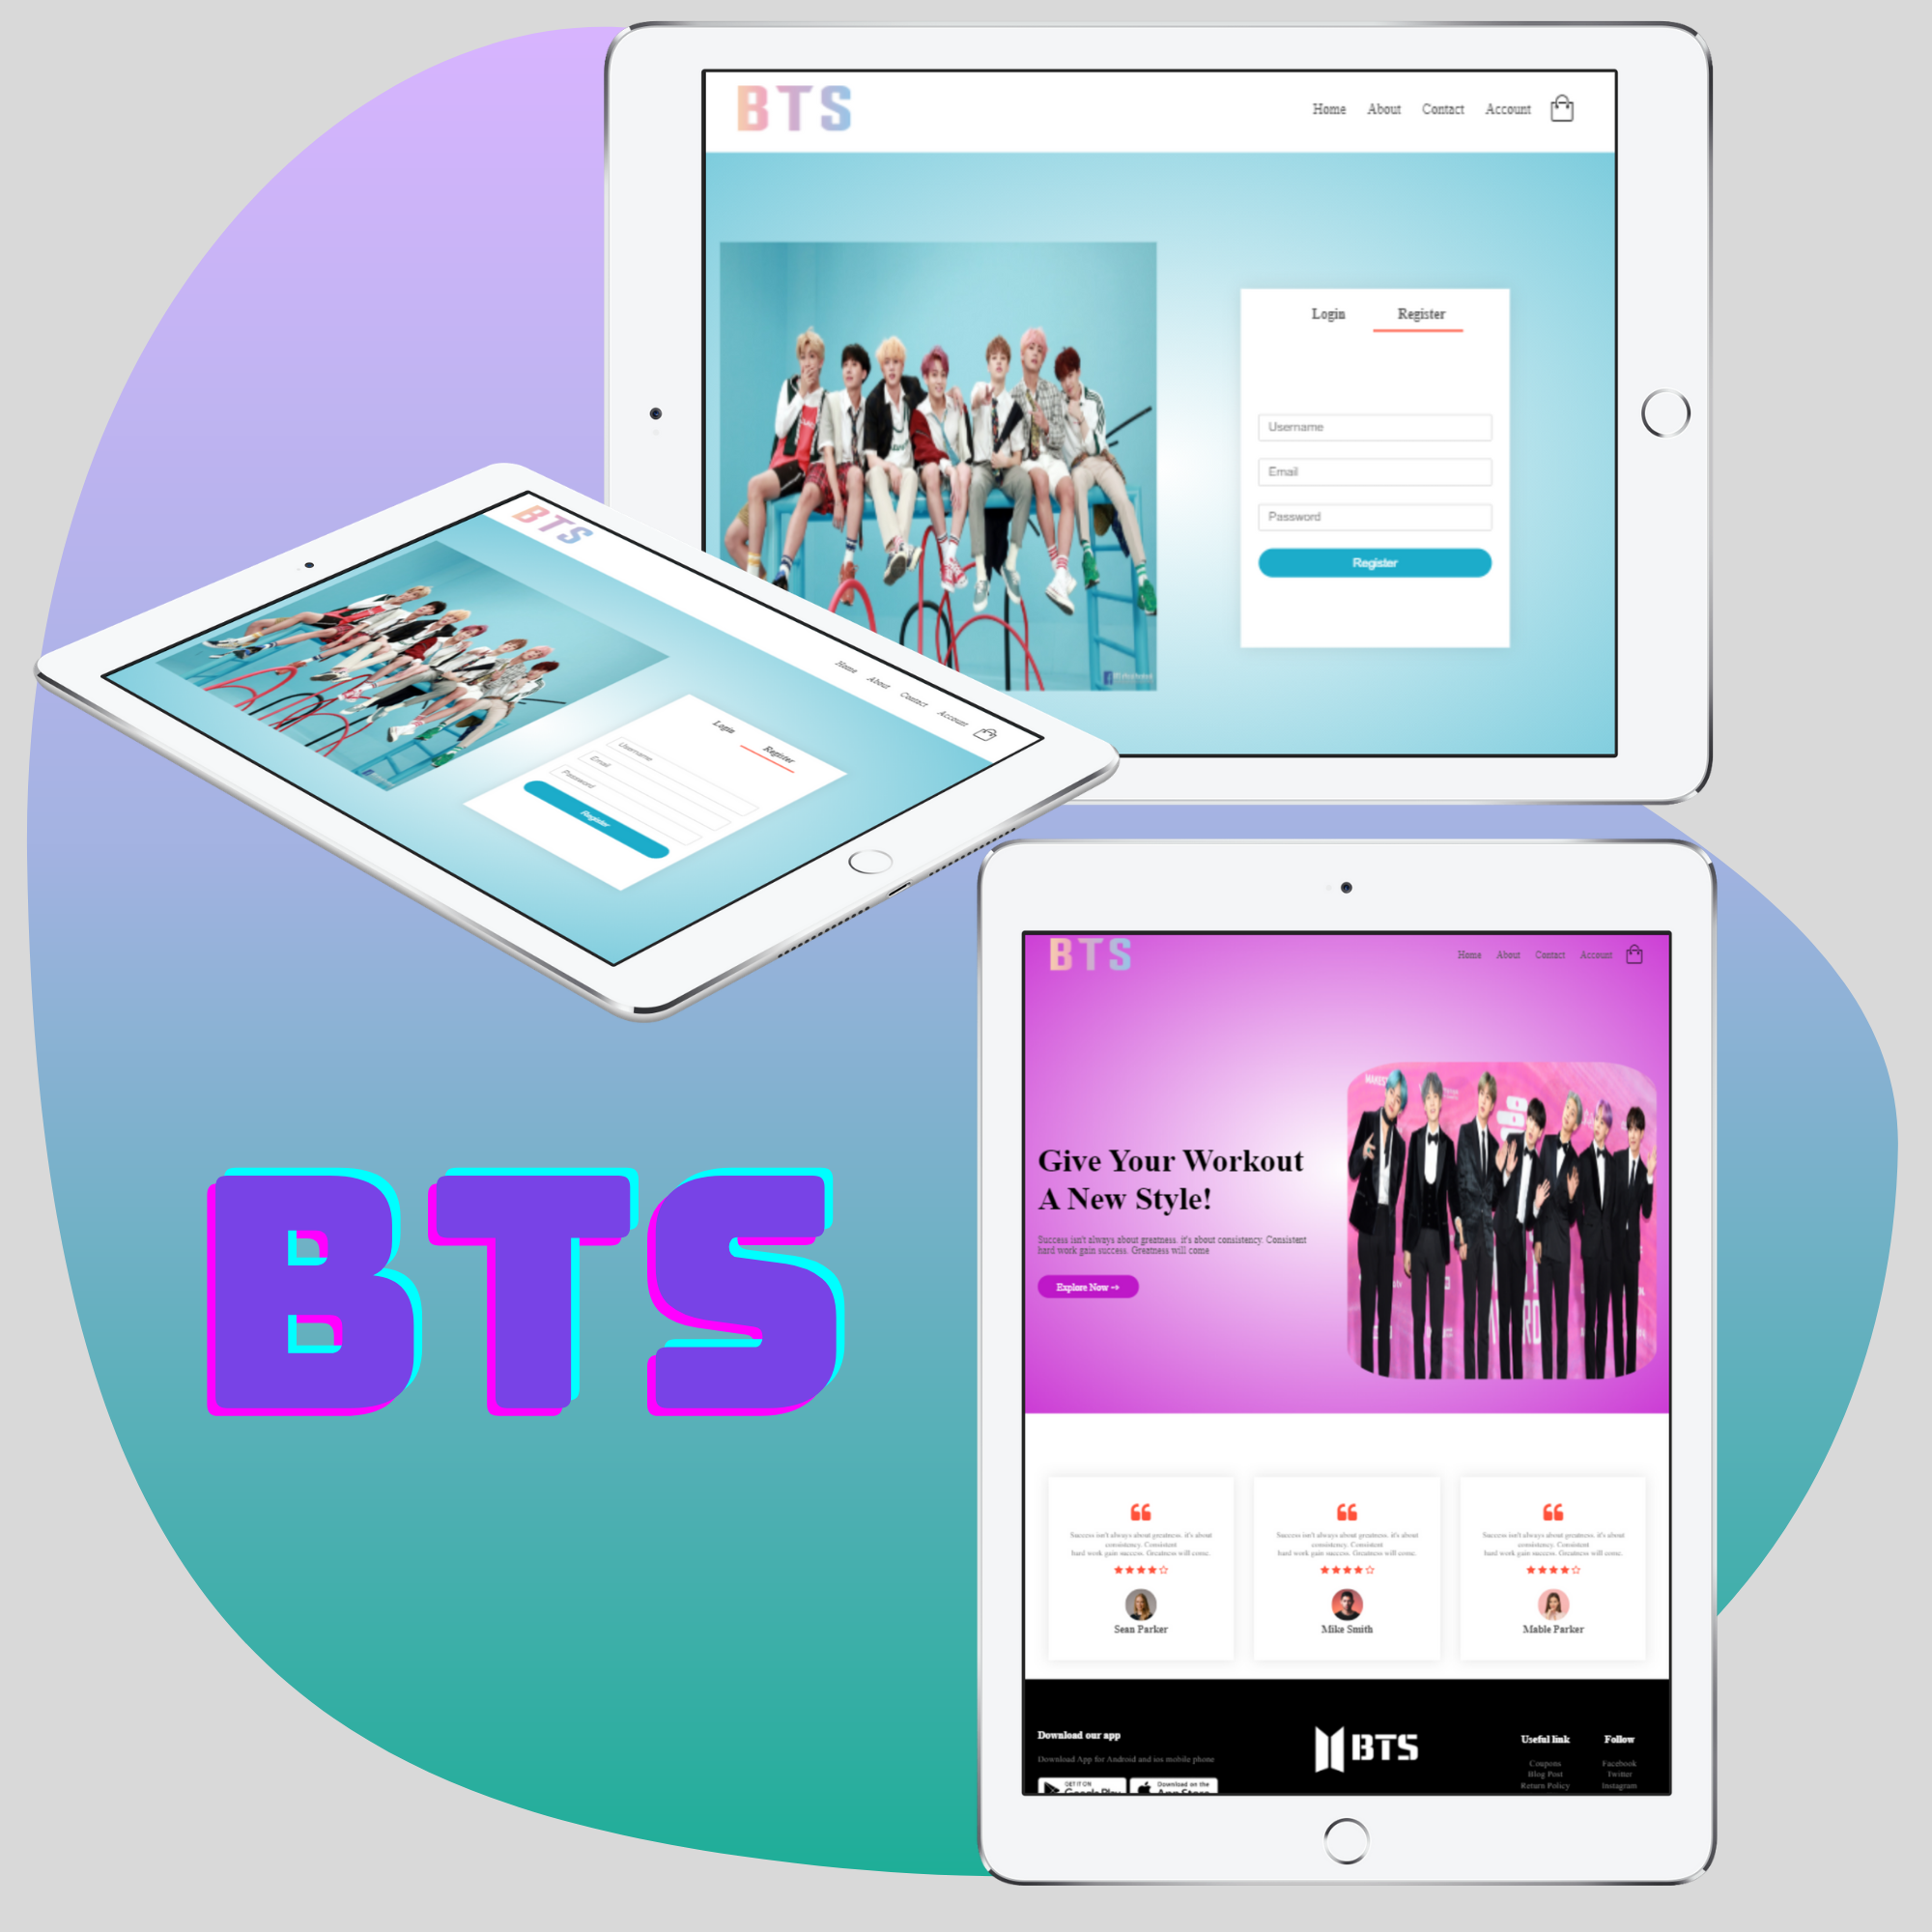 BTS
Home About Contact Account
Login Register
Username
Email
Password
Register
BTS
Home About Contact Account
Login Register
Username
Email
Password
Register
BTS
BTS
Home About Contact Account
Give Your Workout
A New Style!
Success isn't always about greatness. it's about consistency. Consistent
hard work gain success. Greatness will come
Explore Now →
Success isn't always about greatness. it's about
consistency. Consistent
hard work gain success. Greatness will come.
Sean Parker
Success isn't always about greatness. it's about
consistency. Consistent
hard work gain success. Greatness will come.
Mike Smith
Success isn't always about greatness. it's about
consistency. Consistent
hard work gain success. Greatness will come.
Mable Parker
Download our app
Download App for Android and ios mobile phone
GET IT ON
Google Play
Download on the
App Store
BTS
Useful link
Coupons
Blog Post
Return Policy
Follow
Facebook
Twitter
Instagram